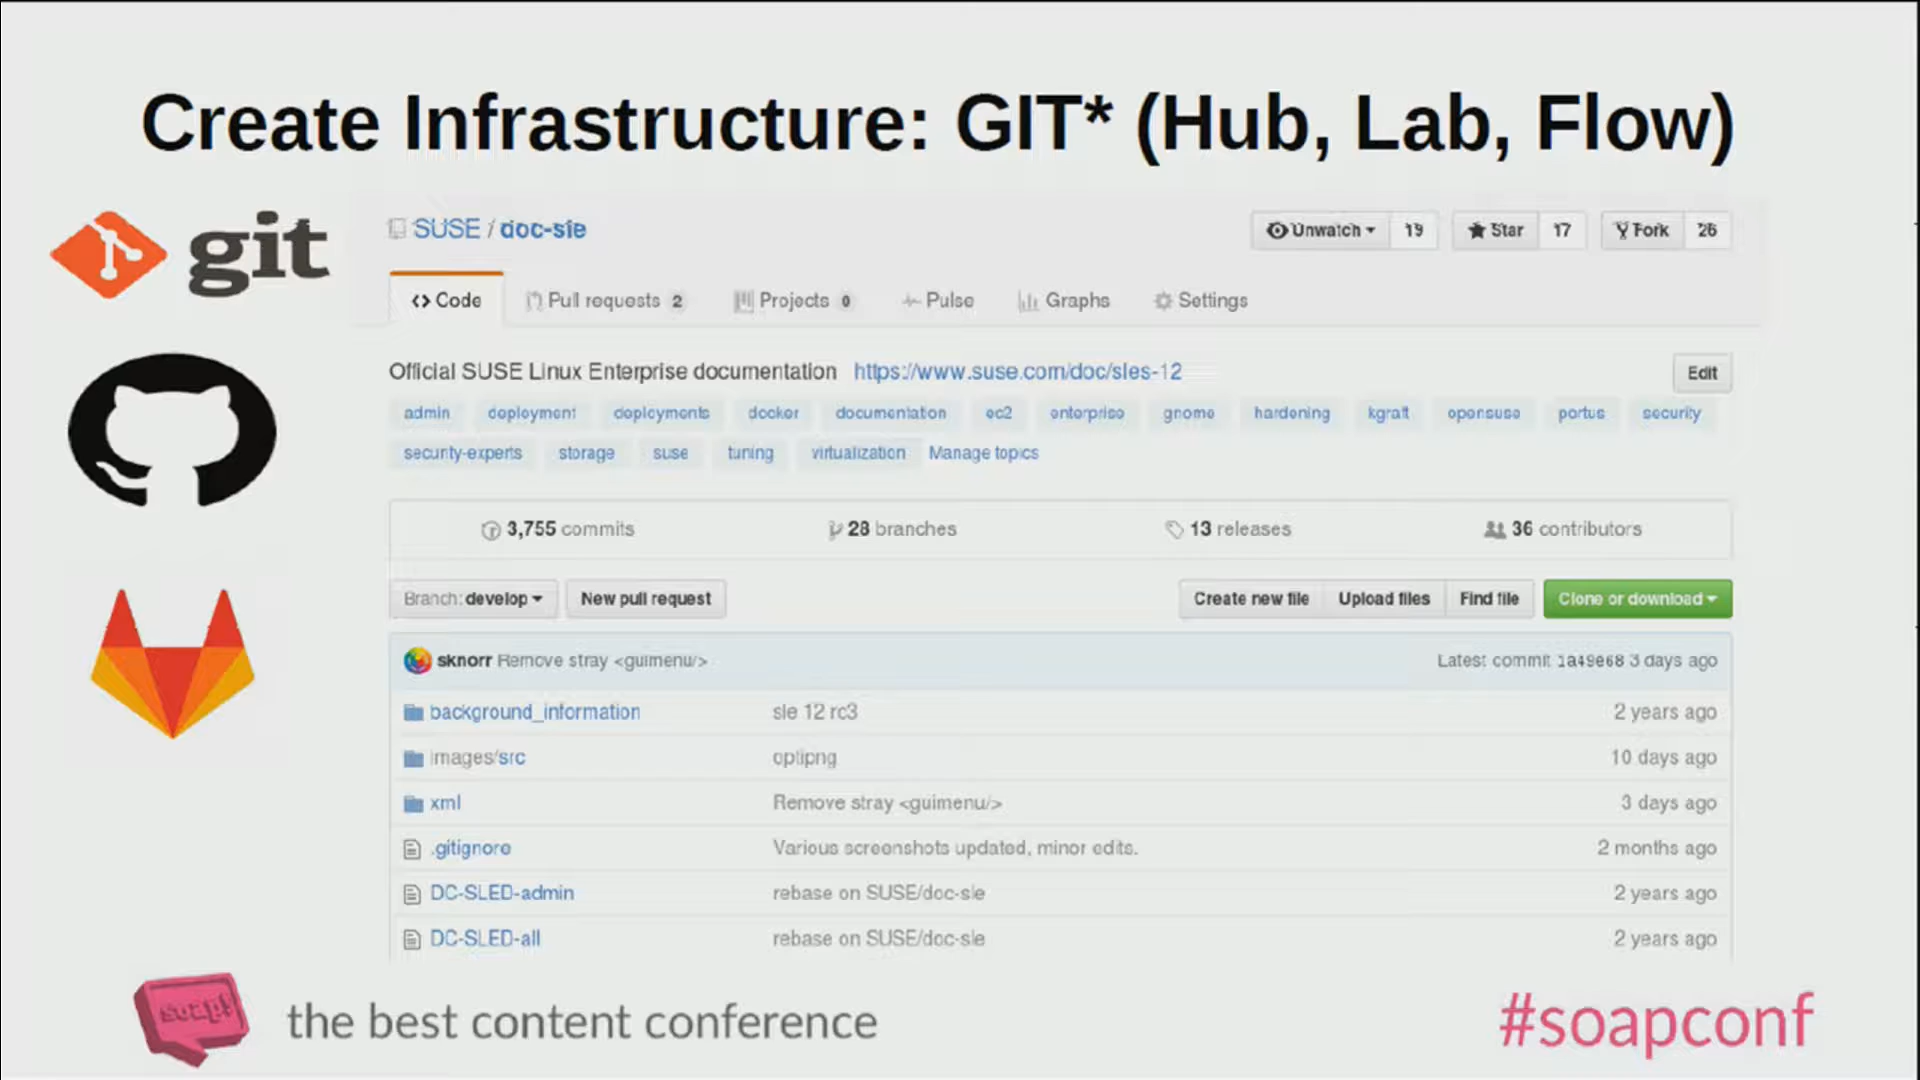 Create Infrastructure: GIT* (Hub, Lab, Flow)
git
SUSE / doc-sle
Unwatch 19 Star 17 Fork 26
Code Pull requests 2 Projects 0 Pulse Graphs Settings
Official SUSE Linux Enterprise documentation https://www.suse.com/doc/sles-12 Edit
admin deployment deployments docker documentation ec2 enterprise gnome hardening kgraft opensuse portus security
security-experts storage suse tuning virtualization Manage topics
3,755 commits 28 branches 13 releases 36 contributors
Branch: develop New pull request Create new file Upload files Find file Clone or download
sknorr Remove stray <guimenu/> Latest commit 1a49e68 3 days ago
background_information sle 12 rc3 2 years ago
images/src optipng 10 days ago
xml Remove stray <guimenu/> 3 days ago
.gitignore Various screenshots updated, minor edits. 2 months ago
DC-SLED-admin rebase on SUSE/doc-sle 2 years ago
DC-SLED-all rebase on SUSE/doc-sle 2 years ago
soap!
the best content conference
#soapconf